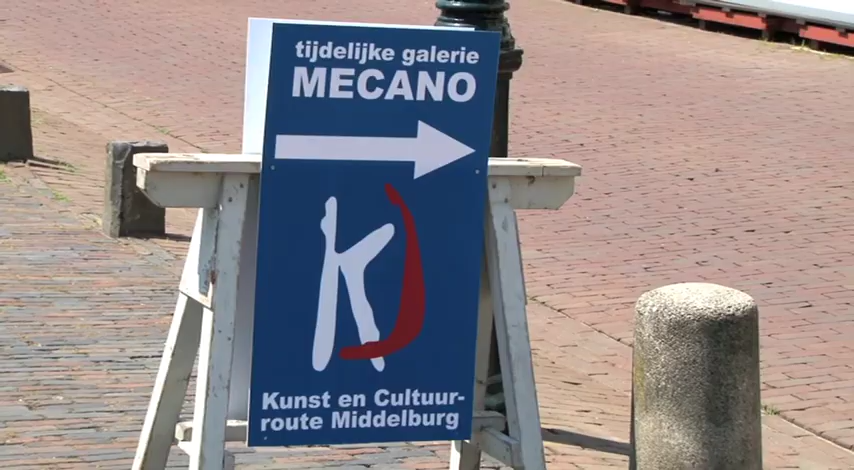 tijdelijke galerie
MECANO
K
Kunst en Cultuur-
route Middelburg